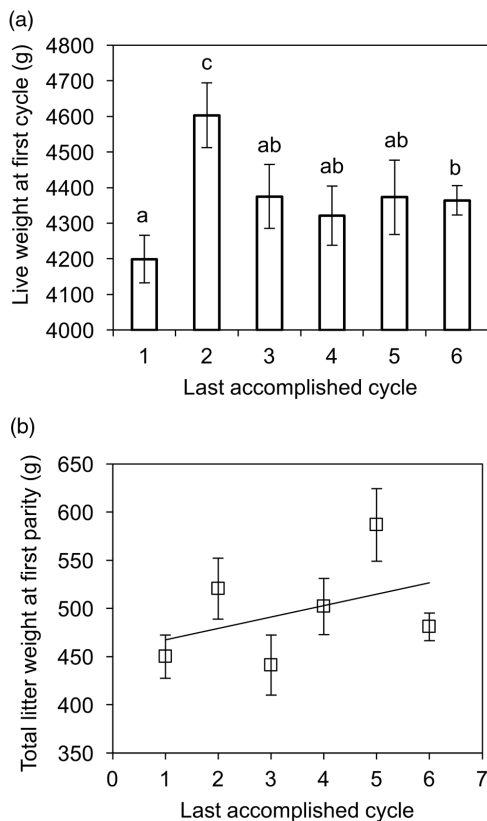 (a)
Live weight at first cycle (g)
4800
4700
4600
4500
4400
4300
4200
4100
4000
a
c
ab
ab
ab
b
1 2 3 4 5 6
Last accomplished cycle
(b)
Total litter weight at first parity (g)
650
600
550
500
450
400
350
0 1 2 3 4 5 6 7
Last accomplished cycle